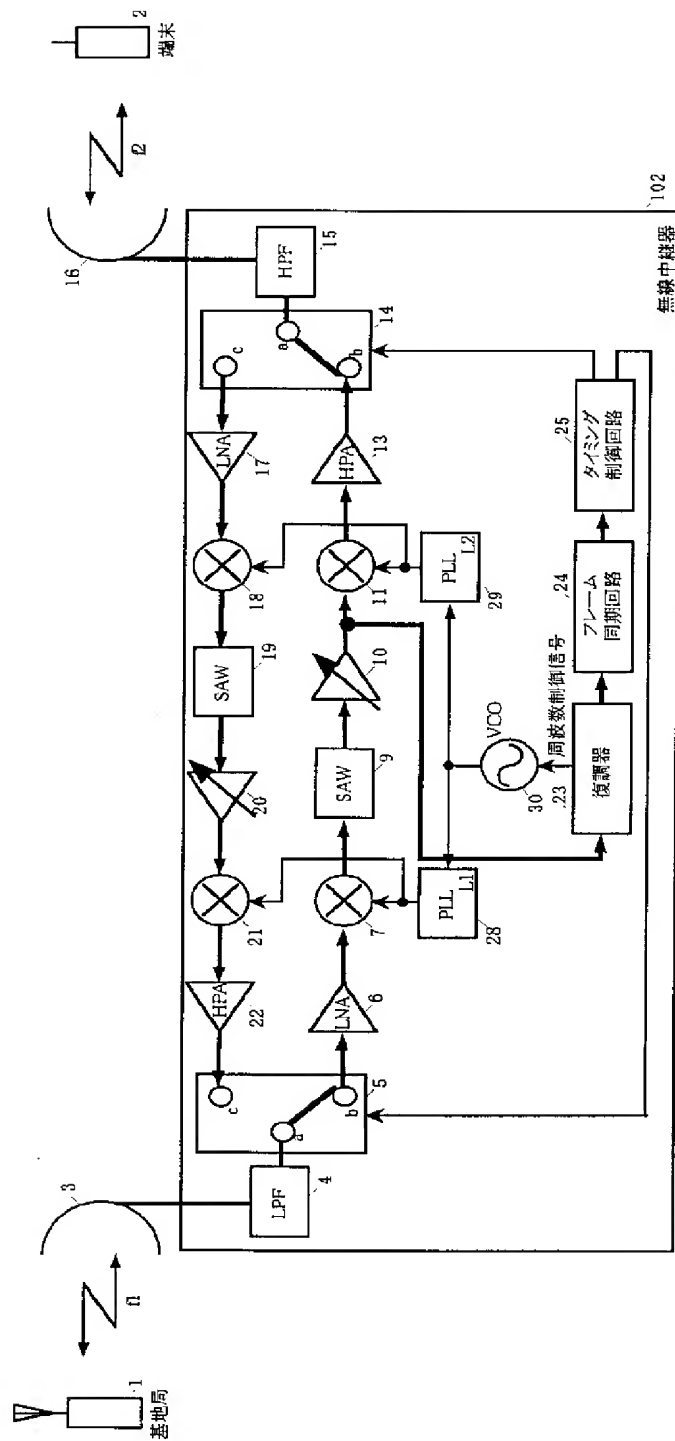 基地局
1
f1
3
LPF
4
a
b
c
5
HPA
22
LNA
6
21
7
PLL
L1
28
20
SAW
9
SAW
19
10
18
11
PLL
L2
29
LNA
17
HPA
13
c
a
b
14
HPF
15
16
f2
2
端末
VCO
30
周波数制御信号
23
復調器
フレーム
同期回路
24
タイミング
制御回路
25
無線中継器
102